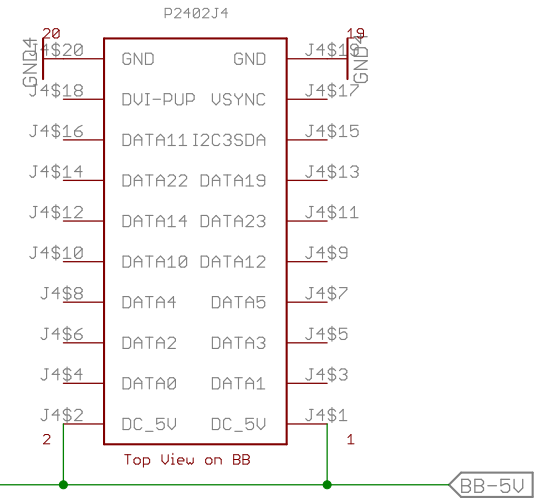 P2402J4
20 19
J4$20 GND GND J4$19
GND4 GND4
J4$18 DVI-PUP VSYNC J4$17
J4$16 DATA11 I2C3SDA J4$15
J4$14 DATA22 DATA19 J4$13
J4$12 DATA14 DATA23 J4$11
J4$10 DATA10 DATA12 J4$9
J4$8 DATA4 DATA5 J4$7
J4$6 DATA2 DATA3 J4$5
J4$4 DATA0 DATA1 J4$3
J4$2 DC_5V DC_5V J4$1
2 1
Top View on BB
BB-5V